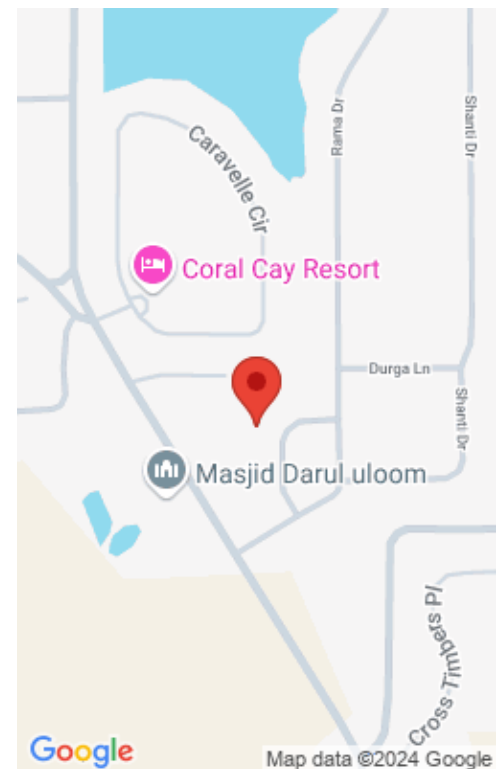 Caravelle Cir
Rama Dr
Shanti Dr
Coral Cay Resort
Durga Ln
Shanti Dr
Masjid Darul uloom
Cross Timbers Pl
Google
Map data ©2024 Google